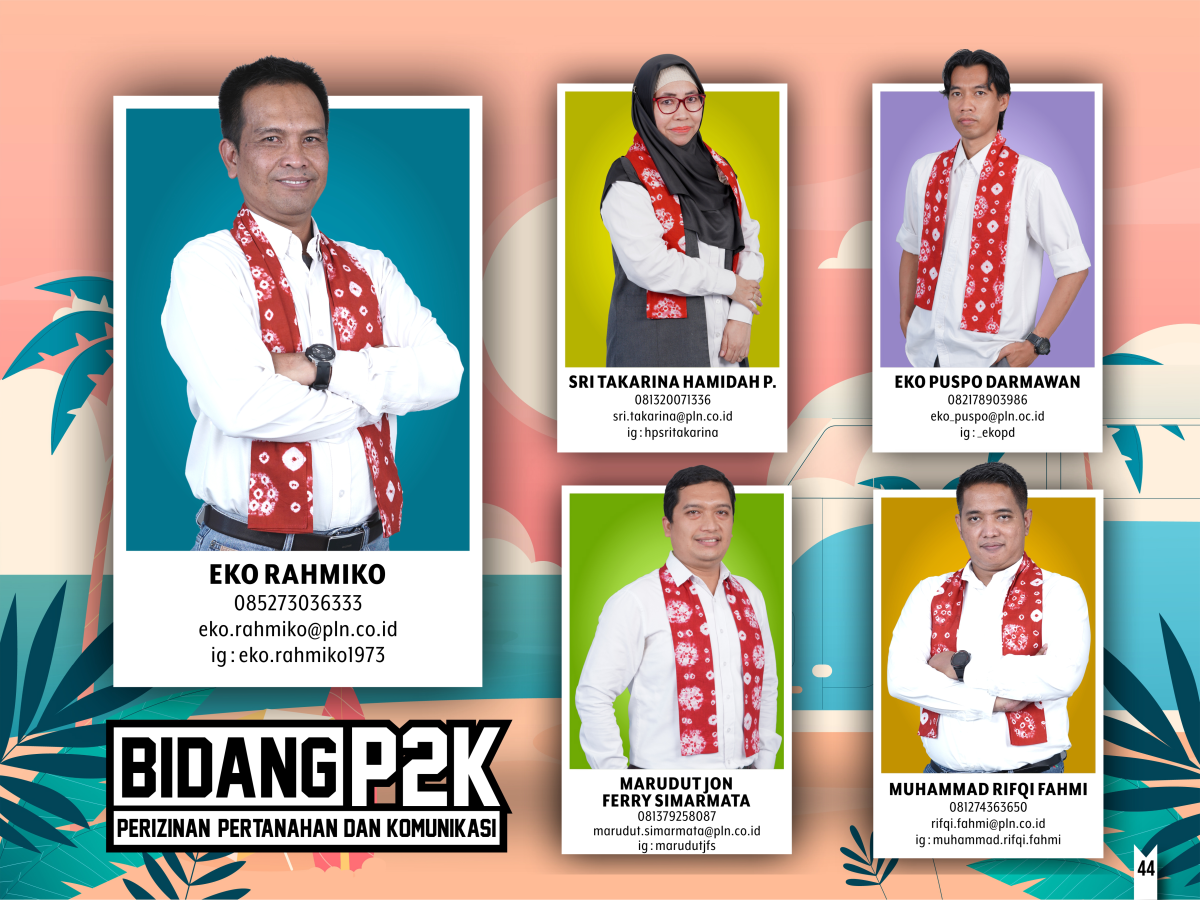 EKO RAHMIKO
085273036333
eko.rahmiko@pln.co.id
ig : eko.rahmiko1973
SRI TAKARINA HAMIDAH P.
081320071336
sri.takarina@pln.co.id
ig : hpsritakarina
EKO PUSPO DARMAWAN
082178903986
eko_puspo@pln.oc.id
ig : _ekopd
MARUDUT JON
FERRY SIMARMATA
081379258087
marudut.simarmata@pln.co.id
ig : marudutjfs
MUHAMMAD RIFQI FAHMI
081274363650
rifqi.fahmi@pln.co.id
ig : muhammad.rifqi.fahmi
BIDANG P2K
PERIZINAN PERTANAHAN DAN KOMUNIKASI
44